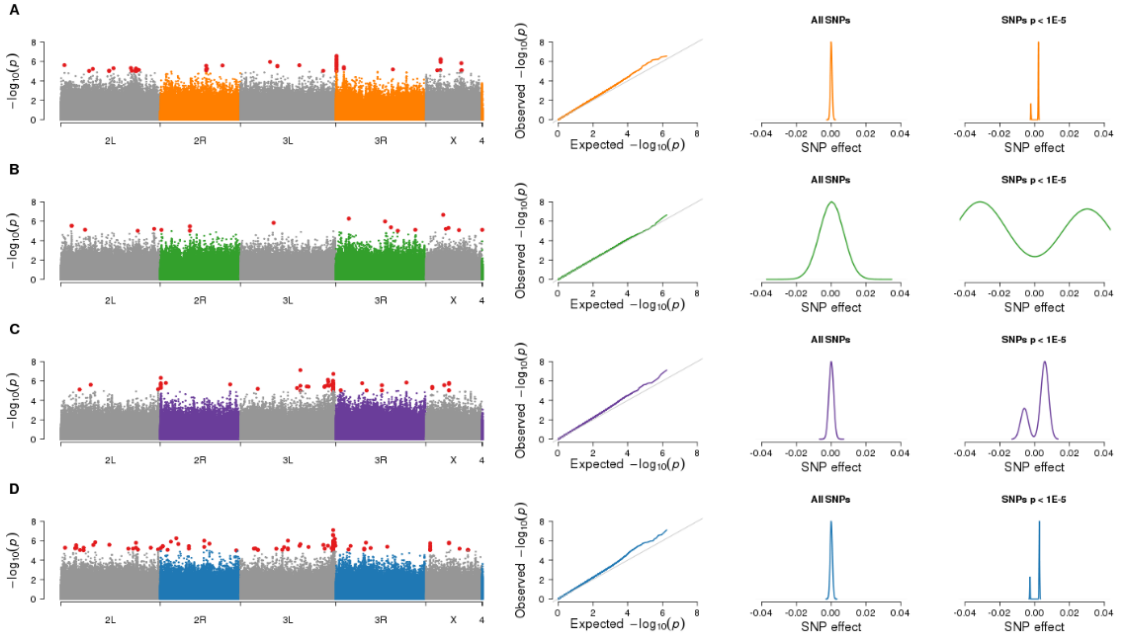 A
All SNPs
SNPs p < 1E-5
−log₁₀(p)
8
6
4
2
0
2L
2R
3L
3R
X
4
Observed −log₁₀(p)
8
6
4
2
0
0
2
4
6
8
Expected −log₁₀(p)
-0.04
-0.02
0.00
0.02
0.04
SNP effect
-0.04
-0.02
0.00
0.02
0.04
SNP effect
B
All SNPs
SNPs p < 1E-5
−log₁₀(p)
8
6
4
2
0
2L
2R
3L
3R
X
4
Observed −log₁₀(p)
8
6
4
2
0
0
2
4
6
8
Expected −log₁₀(p)
-0.04
-0.02
0.00
0.02
0.04
SNP effect
-0.04
-0.02
0.00
0.02
0.04
SNP effect
C
All SNPs
SNPs p < 1E-5
−log₁₀(p)
8
6
4
2
0
2L
2R
3L
3R
X
4
Observed −log₁₀(p)
8
6
4
2
0
0
2
4
6
8
Expected −log₁₀(p)
-0.04
-0.02
0.00
0.02
0.04
SNP effect
-0.04
-0.02
0.00
0.02
0.04
SNP effect
D
All SNPs
SNPs p < 1E-5
−log₁₀(p)
8
6
4
2
0
2L
2R
3L
3R
X
4
Observed −log₁₀(p)
8
6
4
2
0
0
2
4
6
8
Expected −log₁₀(p)
-0.04
-0.02
0.00
0.02
0.04
SNP effect
-0.04
-0.02
0.00
0.02
0.04
SNP effect